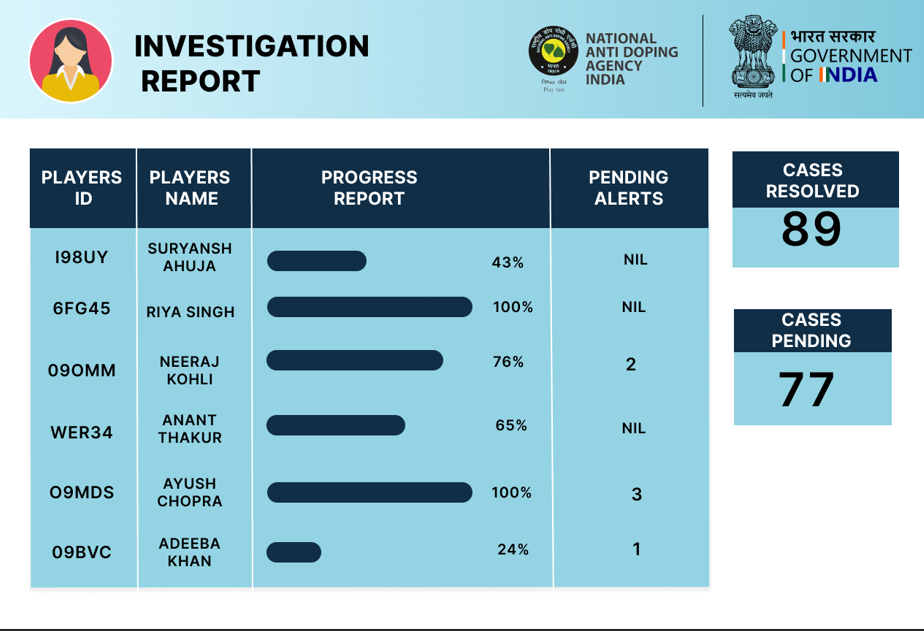 INVESTIGATION
REPORT
NATIONAL
ANTI DOPING
AGENCY
INDIA
भारत
INDIA
Play fair
सत्यमेव जयते
भारत सरकार
GOVERNMENT
OF INDIA
PLAYERS
ID
PLAYERS
NAME
PROGRESS
REPORT
PENDING
ALERTS
I98UY
SURYANSH
AHUJA
43%
NIL
6FG45
RIYA SINGH
100%
NIL
09OMM
NEERAJ
KOHLI
76%
2
WER34
ANANT
THAKUR
65%
NIL
O9MDS
AYUSH
CHOPRA
100%
3
09BVC
ADEEBA
KHAN
24%
1
CASES
RESOLVED
89
CASES
PENDING
77